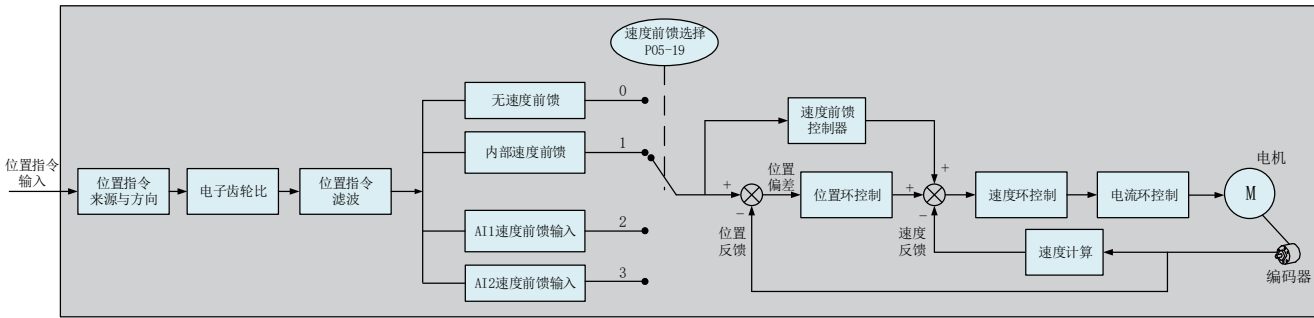 速度前馈选择
P05-19
无速度前馈
0
内部速度前馈
1
AI1速度前馈输入
2
AI2速度前馈输入
3
位置指令
输入
位置指令
来源与方向
电子齿轮比
位置指令
滤波
速度前馈
控制器
+
−
位置
偏差
位置
反馈
位置环控制
+
+
−
速度
反馈
速度环控制
电流环控制
速度计算
电机
M
编码器